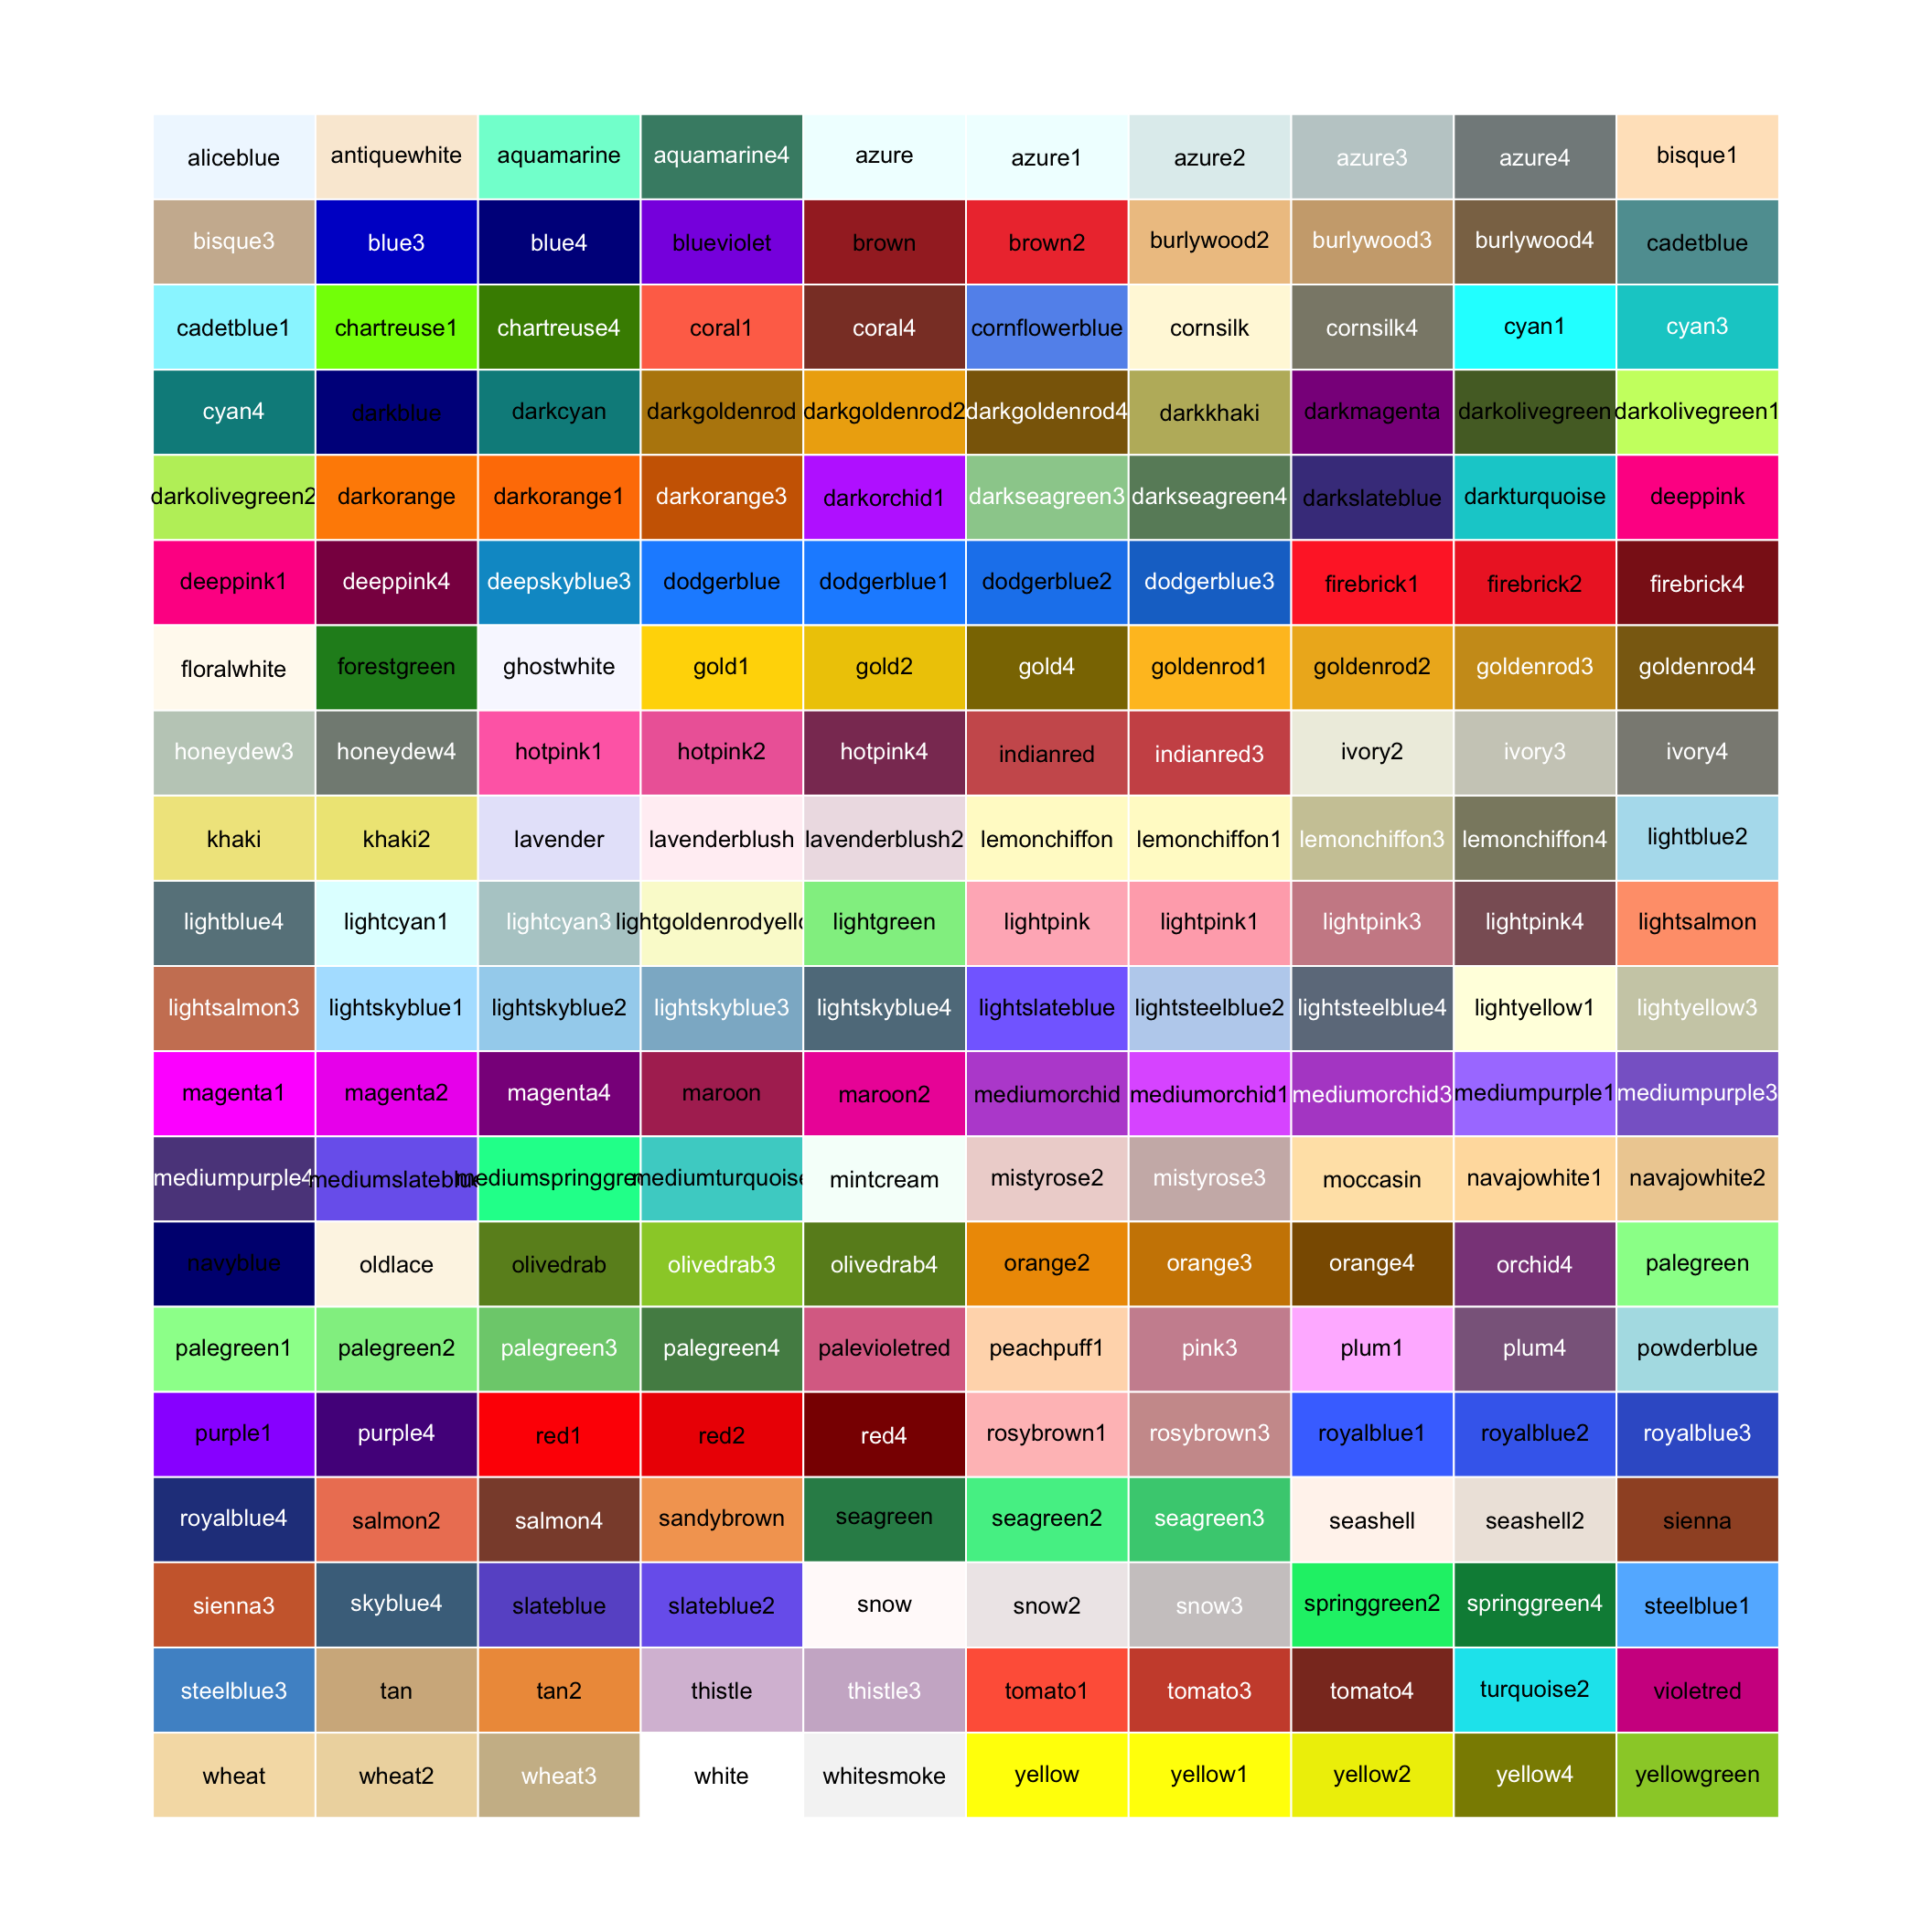 aliceblue antiquewhite aquamarine aquamarine4 azure azure1 azure2 azure3 azure4 bisque1
bisque3 blue3 blue4 blueviolet brown brown2 burlywood2 burlywood3 burlywood4 cadetblue
cadetblue1 chartreuse1 chartreuse4 coral1 coral4 cornflowerblue cornsilk cornsilk4 cyan1 cyan3
cyan4 darkblue darkcyan darkgoldenrod darkgoldenrod2 darkgoldenrod4 darkkhaki darkmagenta darkolivegreen darkolivegreen1
darkolivegreen2 darkorange darkorange1 darkorange3 darkorchid1 darkseagreen3 darkseagreen4 darkslateblue darkturquoise deeppink
deeppink1 deeppink4 deepskyblue3 dodgerblue dodgerblue1 dodgerblue2 dodgerblue3 firebrick1 firebrick2 firebrick4
floralwhite forestgreen ghostwhite gold1 gold2 gold4 goldenrod1 goldenrod2 goldenrod3 goldenrod4
honeydew3 honeydew4 hotpink1 hotpink2 hotpink4 indianred indianred3 ivory2 ivory3 ivory4
khaki khaki2 lavender lavenderblush lavenderblush2 lemonchiffon lemonchiffon1 lemonchiffon3 lemonchiffon4 lightblue2
lightblue4 lightcyan1 lightcyan3 lightgoldenrodyello lightgreen lightpink lightpink1 lightpink3 lightpink4 lightsalmon
lightsalmon3 lightskyblue1 lightskyblue2 lightskyblue3 lightskyblue4 lightslateblue lightsteelblue2 lightsteelblue4 lightyellow1 lightyellow3
magenta1 magenta2 magenta4 maroon maroon2 mediumorchid mediumorchid1 mediumorchid3 mediumpurple1 mediumpurple3
mediumpurple4 mediumslateblu mediumspringgre mediumturquoise mintcream mistyrose2 mistyrose3 moccasin navajowhite1 navajowhite2
navyblue oldlace olivedrab olivedrab3 olivedrab4 orange2 orange3 orange4 orchid4 palegreen
palegreen1 palegreen2 palegreen3 palegreen4 palevioletred peachpuff1 pink3 plum1 plum4 powderblue
purple1 purple4 red1 red2 red4 rosybrown1 rosybrown3 royalblue1 royalblue2 royalblue3
royalblue4 salmon2 salmon4 sandybrown seagreen seagreen2 seagreen3 seashell seashell2 sienna
sienna3 skyblue4 slateblue slateblue2 snow snow2 snow3 springgreen2 springgreen4 steelblue1
steelblue3 tan tan2 thistle thistle3 tomato1 tomato3 tomato4 turquoise2 violetred
wheat wheat2 wheat3 white whitesmoke yellow yellow1 yellow2 yellow4 yellowgreen